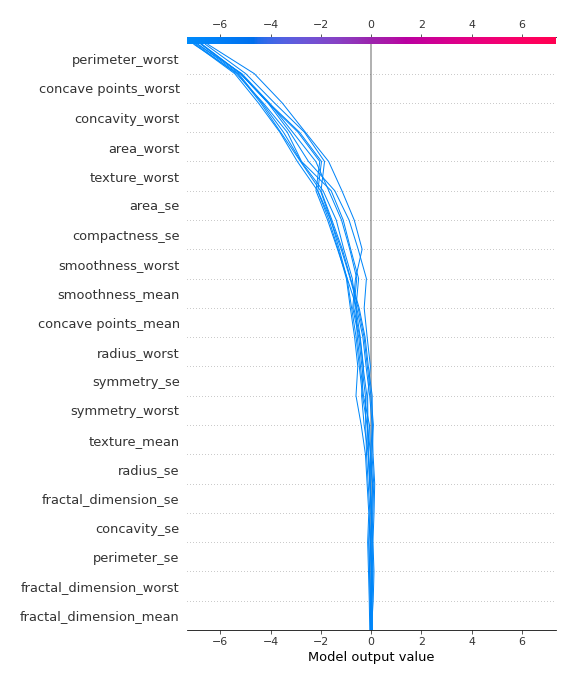 −6 −4 −2 0 2 4 6
perimeter_worst
concave points_worst
concavity_worst
area_worst
texture_worst
area_se
compactness_se
smoothness_worst
smoothness_mean
concave points_mean
radius_worst
symmetry_se
symmetry_worst
texture_mean
radius_se
fractal_dimension_se
concavity_se
perimeter_se
fractal_dimension_worst
fractal_dimension_mean
−6 −4 −2 0 2 4 6
Model output value